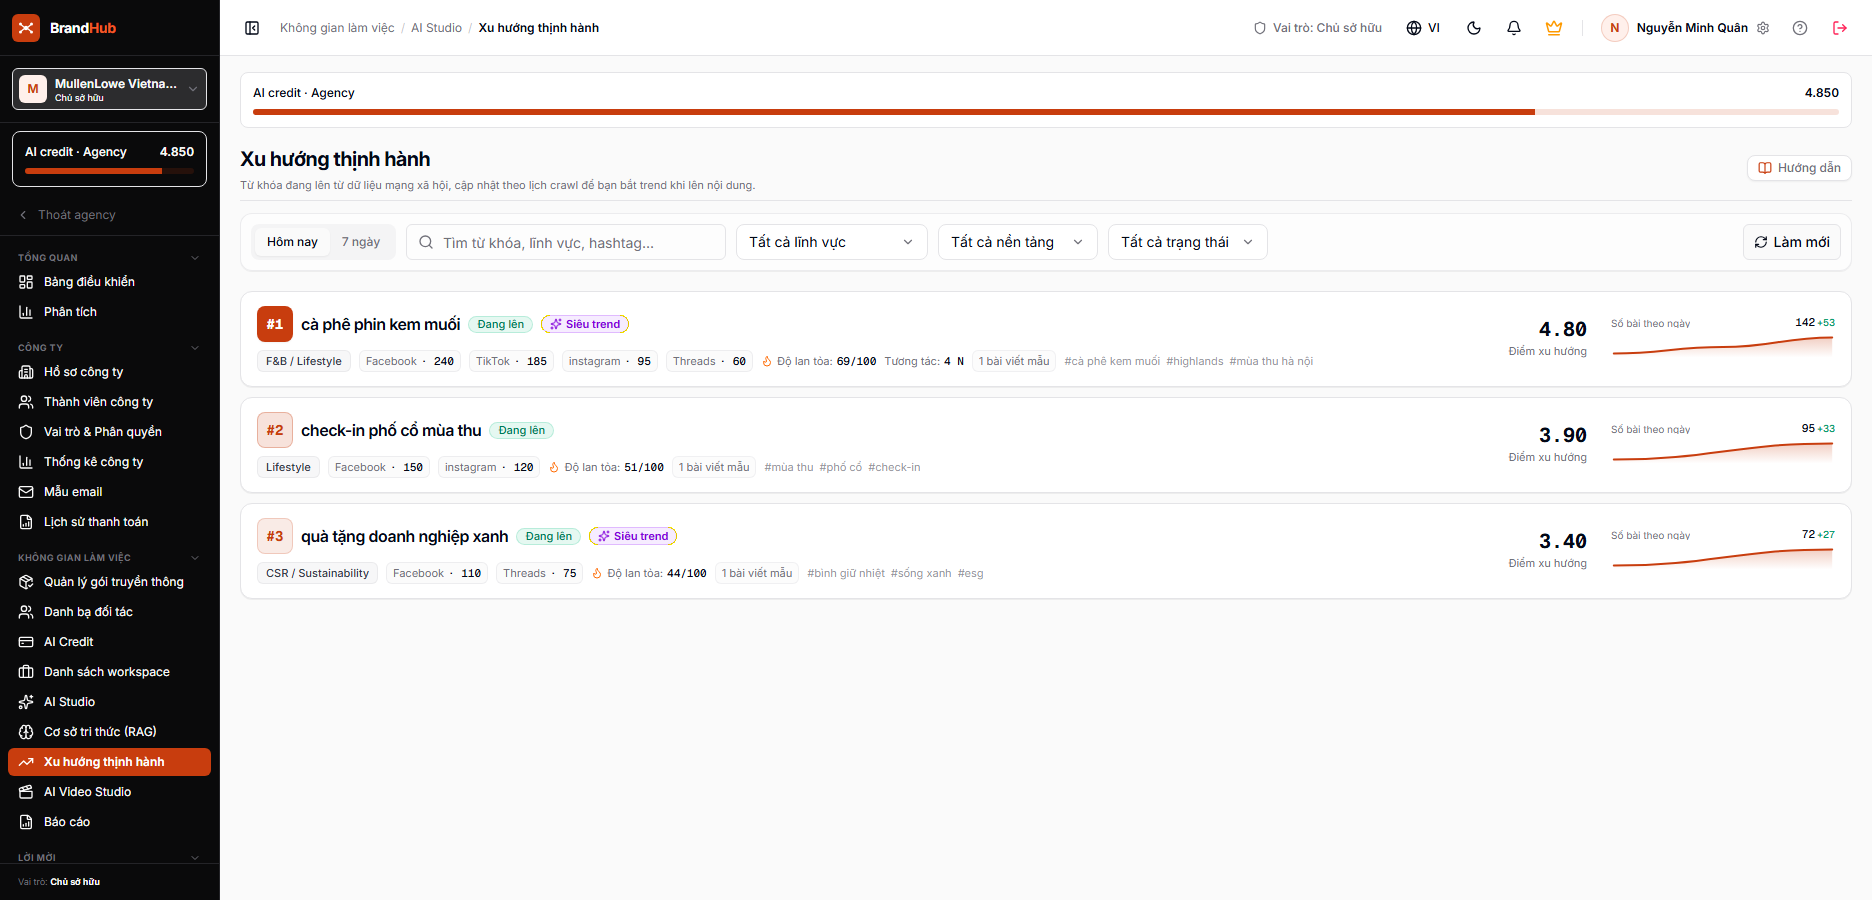 BrandHub
M
MullenLowe Vietna...
Chủ sở hữu
AI credit · Agency 4.850
Thoát agency
TỔNG QUAN
Bảng điều khiển
Phân tích
CÔNG TY
Hồ sơ công ty
Thành viên công ty
Vai trò & Phân quyền
Thống kê công ty
Mẫu email
Lịch sử thanh toán
KHÔNG GIAN LÀM VIỆC
Quản lý gói truyền thông
Danh bạ đối tác
AI Credit
Danh sách workspace
AI Studio
Cơ sở tri thức (RAG)
Xu hướng thịnh hành
AI Video Studio
Báo cáo
LỜI MỜI
Vai trò: Chủ sở hữu
Không gian làm việc / AI Studio / Xu hướng thịnh hành
Vai trò: Chủ sở hữu
VI
N
Nguyễn Minh Quân
AI credit · Agency 4.850
Xu hướng thịnh hành
Từ khóa đang lên từ dữ liệu mạng xã hội, cập nhật theo lịch crawl để bạn bắt trend khi lên nội dung.
Hướng dẫn
Hôm nay 7 ngày
Tìm từ khóa, lĩnh vực, hashtag...
Tất cả lĩnh vực
Tất cả nền tảng
Tất cả trạng thái
Làm mới
#1 cà phê phin kem muối Đang lên Siêu trend
F&B / Lifestyle Facebook · 240 TikTok · 185 instagram · 95 Threads · 60 Độ lan tỏa: 69/100 Tương tác: 4 N 1 bài viết mẫu #cà phê kem muối #highlands #mùa thu hà nội
4.80
Điểm xu hướng
Số bài theo ngày 142 +53
#2 check-in phố cổ mùa thu Đang lên
Lifestyle Facebook · 150 instagram · 120 Độ lan tỏa: 51/100 1 bài viết mẫu #mùa thu #phố cổ #check-in
3.90
Điểm xu hướng
Số bài theo ngày 95 +33
#3 quà tặng doanh nghiệp xanh Đang lên Siêu trend
CSR / Sustainability Facebook · 110 Threads · 75 Độ lan tỏa: 44/100 1 bài viết mẫu #bình giữ nhiệt #sống xanh #esg
3.40
Điểm xu hướng
Số bài theo ngày 72 +27